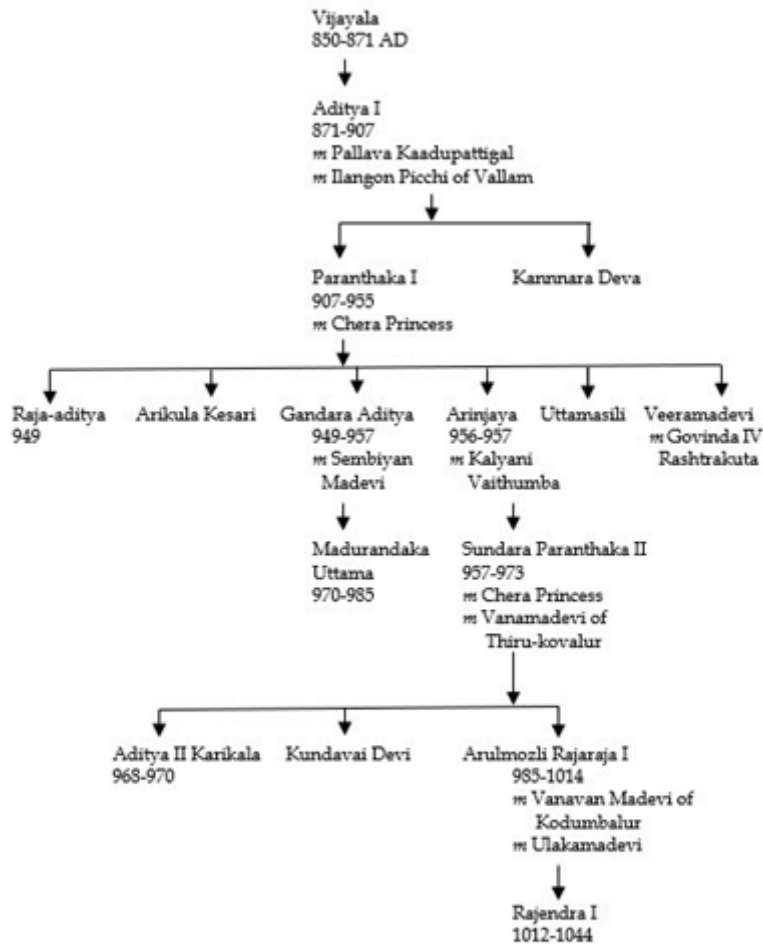 Vijayala
850-871 AD
Aditya I
871-907
m Pallava Kaadupattigal
m Ilangon Picchi of Vallam
Paranthaka I
907-955
m Chera Princess
Kannnara Deva
Raja-aditya
949
Arikula Kesari
Gandara Aditya
949-957
m Sembiyan
Madevi
Arinjaya
956-957
m Kalyani
Vaithumba
Uttamasili
Veeramadevi
m Govinda IV
Rashtrakuta
Madurandaka
Uttama
970-985
Sundara Paranthaka II
957-973
m Chera Princess
m Vanamadevi of
Thiru-kovalur
Aditya II Karikala
968-970
Kundavai Devi
Arulmozli Rajaraja I
985-1014
m Vanavan Madevi of
Kodumbalur
m Ulakamadevi
Rajendra I
1012-1044